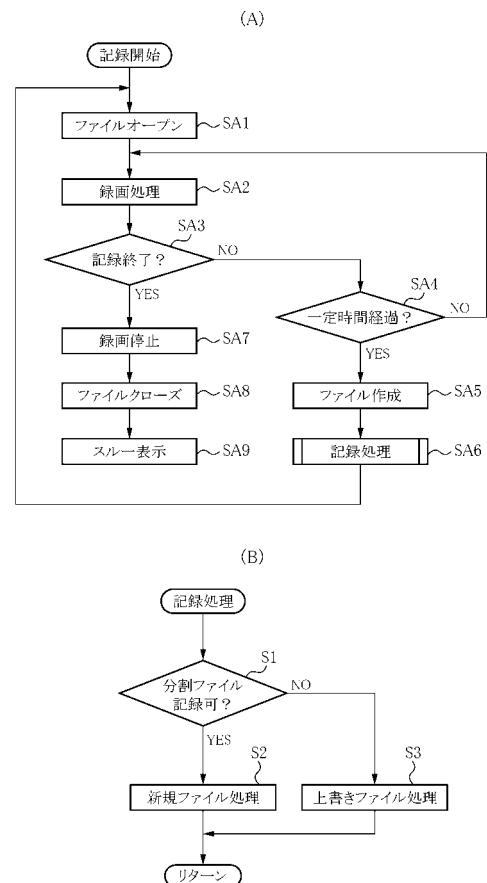 (A)
記録開始
ファイルオープン
SA1
録画処理
SA2
SA3
記録終了?
NO
YES
SA4
一定時間経過?
NO
YES
録画停止
SA7
ファイル作成
SA5
ファイルクローズ
SA8
記録処理
SA6
スルー表示
SA9
(B)
記録処理
S1
分割ファイル
記録可?
NO
YES
S2
新規ファイル処理
S3
上書きファイル処理
リターン